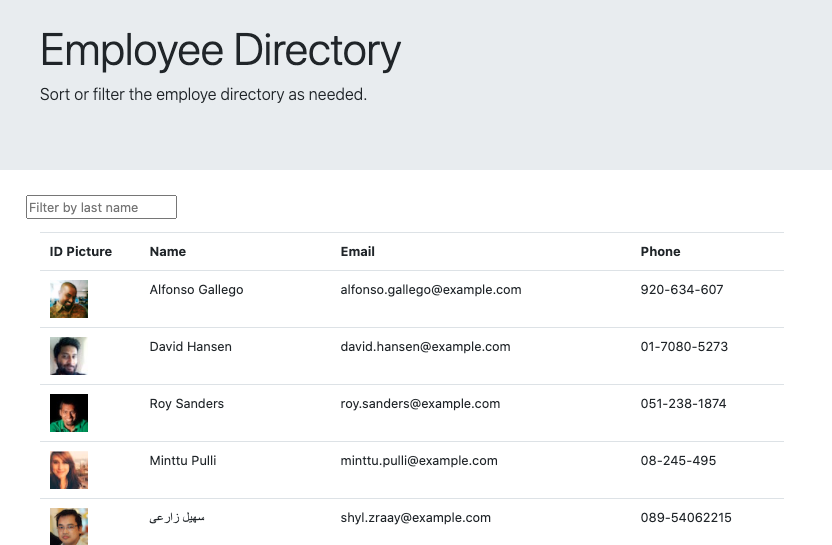 Employee Directory
Sort or filter the employe directory as needed.
Filter by last name
ID Picture Name Email Phone
Alfonso Gallego alfonso.gallego@example.com 920-634-607
David Hansen david.hansen@example.com 01-7080-5273
Roy Sanders roy.sanders@example.com 051-238-1874
Minttu Pulli minttu.pulli@example.com 08-245-495
سهیل زارعی shyl.zraay@example.com 089-54062215